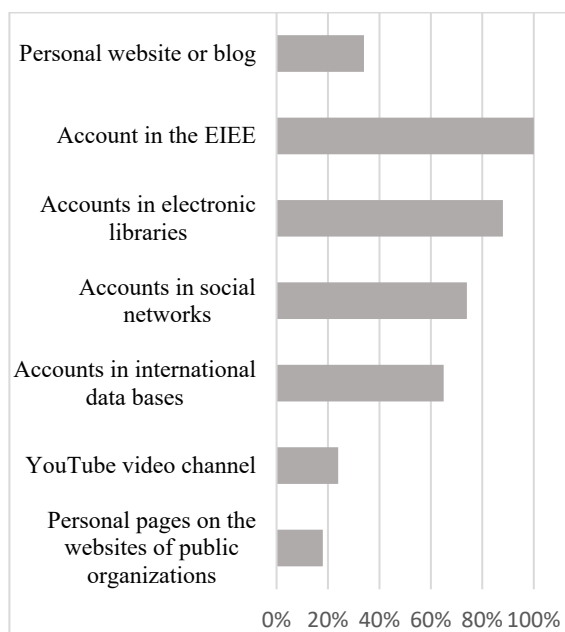 Personal website or blog
Account in the EIEE
Accounts in electronic
libraries
Accounts in social
networks
Accounts in international
data bases
YouTube video channel
Personal pages on the
websites of public
organizations
0% 20% 40% 60% 80% 100%